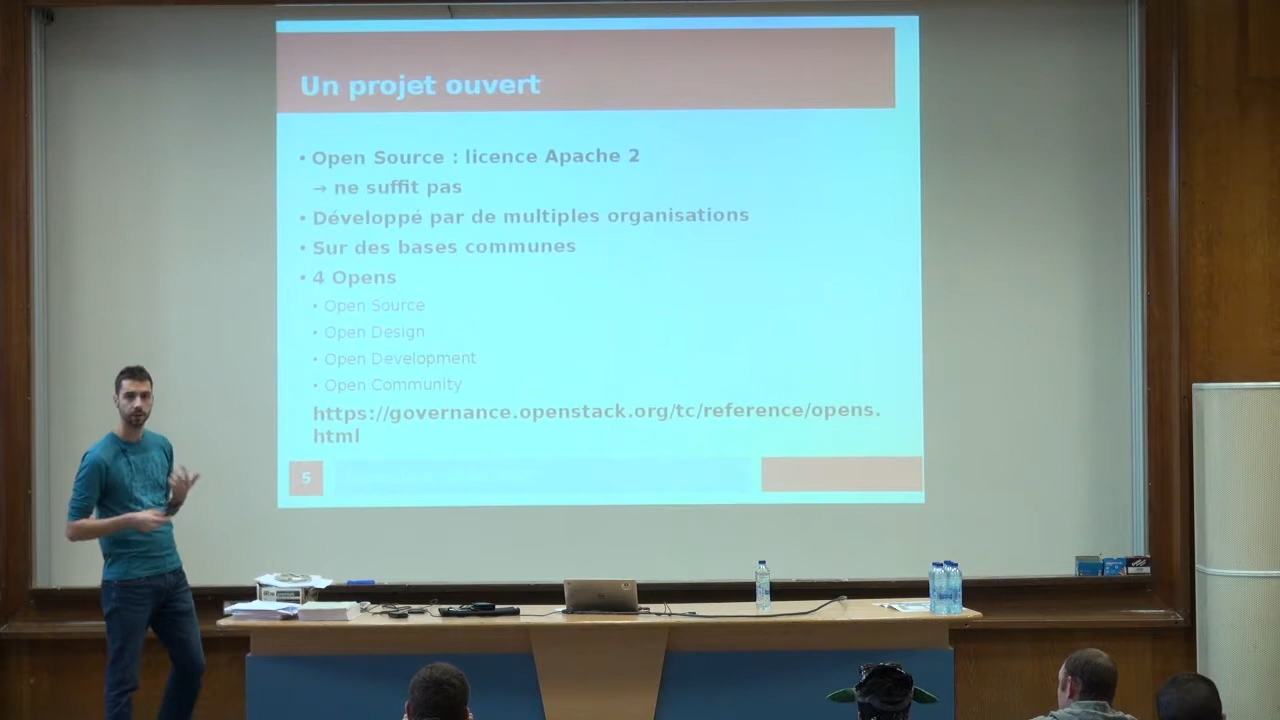 Un projet ouvert
• Open Source : licence Apache 2
→ ne suffit pas
• Développé par de multiples organisations
• Sur des bases communes
• 4 Opens
• Open Source
• Open Design
• Open Development
• Open Community
https://governance.openstack.org/tc/reference/opens.
html
5